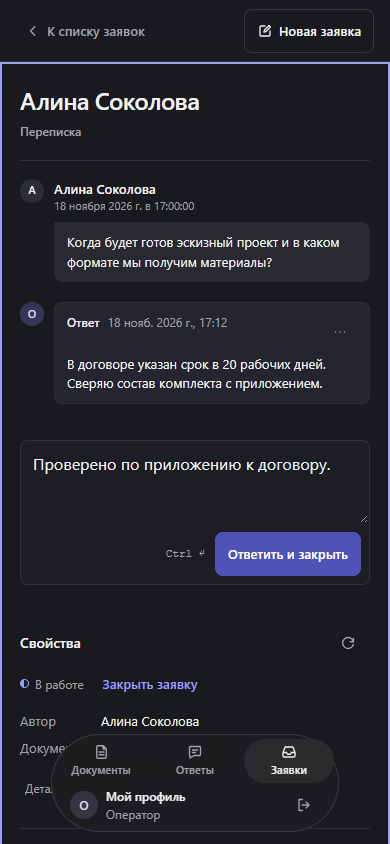 К списку заявок
Новая заявка
Алина Соколова
Переписка
А
Алина Соколова
18 ноября 2026 г. в 17:00:00
Когда будет готов эскизный проект и в каком
формате мы получим материалы?
О
Ответ 18 нояб. 2026 г., 17:12
...
В договоре указан срок в 20 рабочих дней.
Сверяю состав комплекта с приложением.
Проверено по приложению к договору.
Ctrl ⏎
Ответить и закрыть
Свойства
В работе Закрыть заявку
Автор Алина Соколова
Документы Ответы Заявки
О
Мой профиль
Оператор